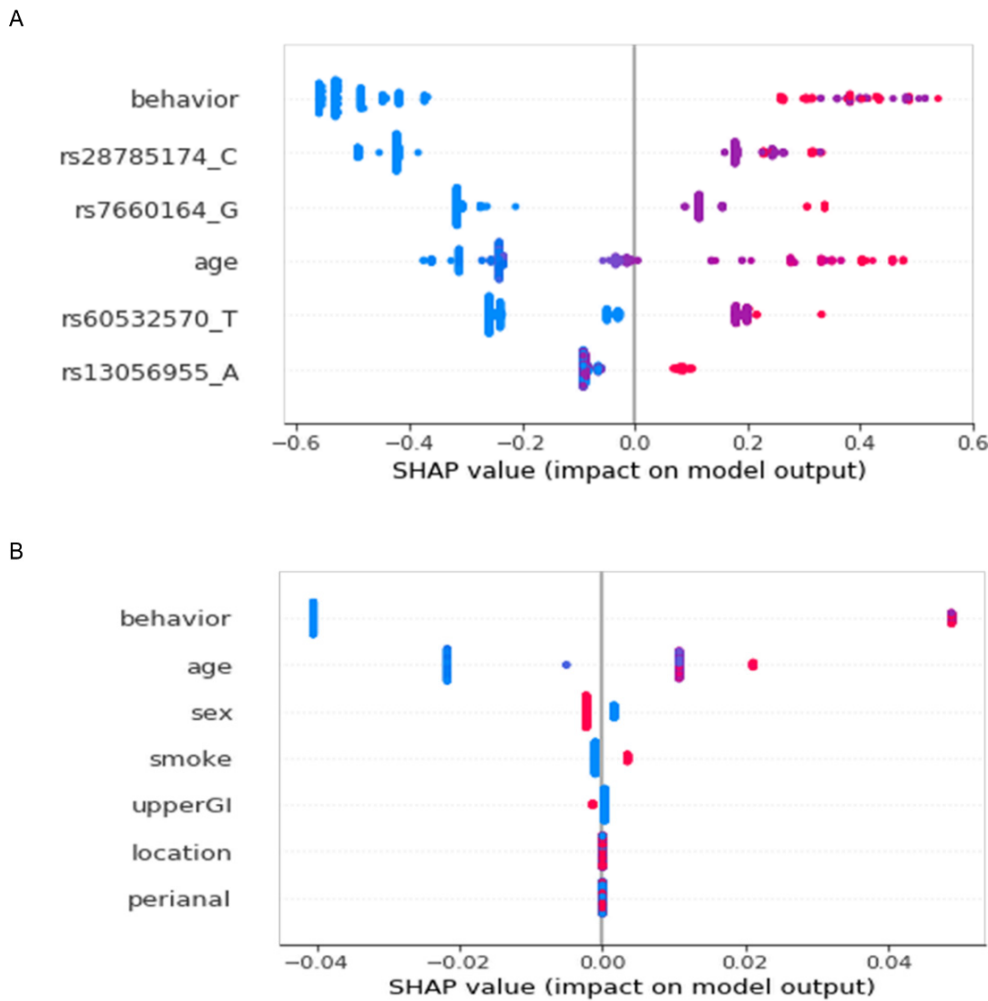 A
behavior
rs28785174_C
rs7660164_G
age
rs60532570_T
rs13056955_A
−0.6 −0.4 −0.2 0.0 0.2 0.4 0.6
SHAP value (impact on model output)
B
behavior
age
sex
smoke
upperGI
location
perianal
−0.04 −0.02 0.00 0.02 0.04
SHAP value (impact on model output)